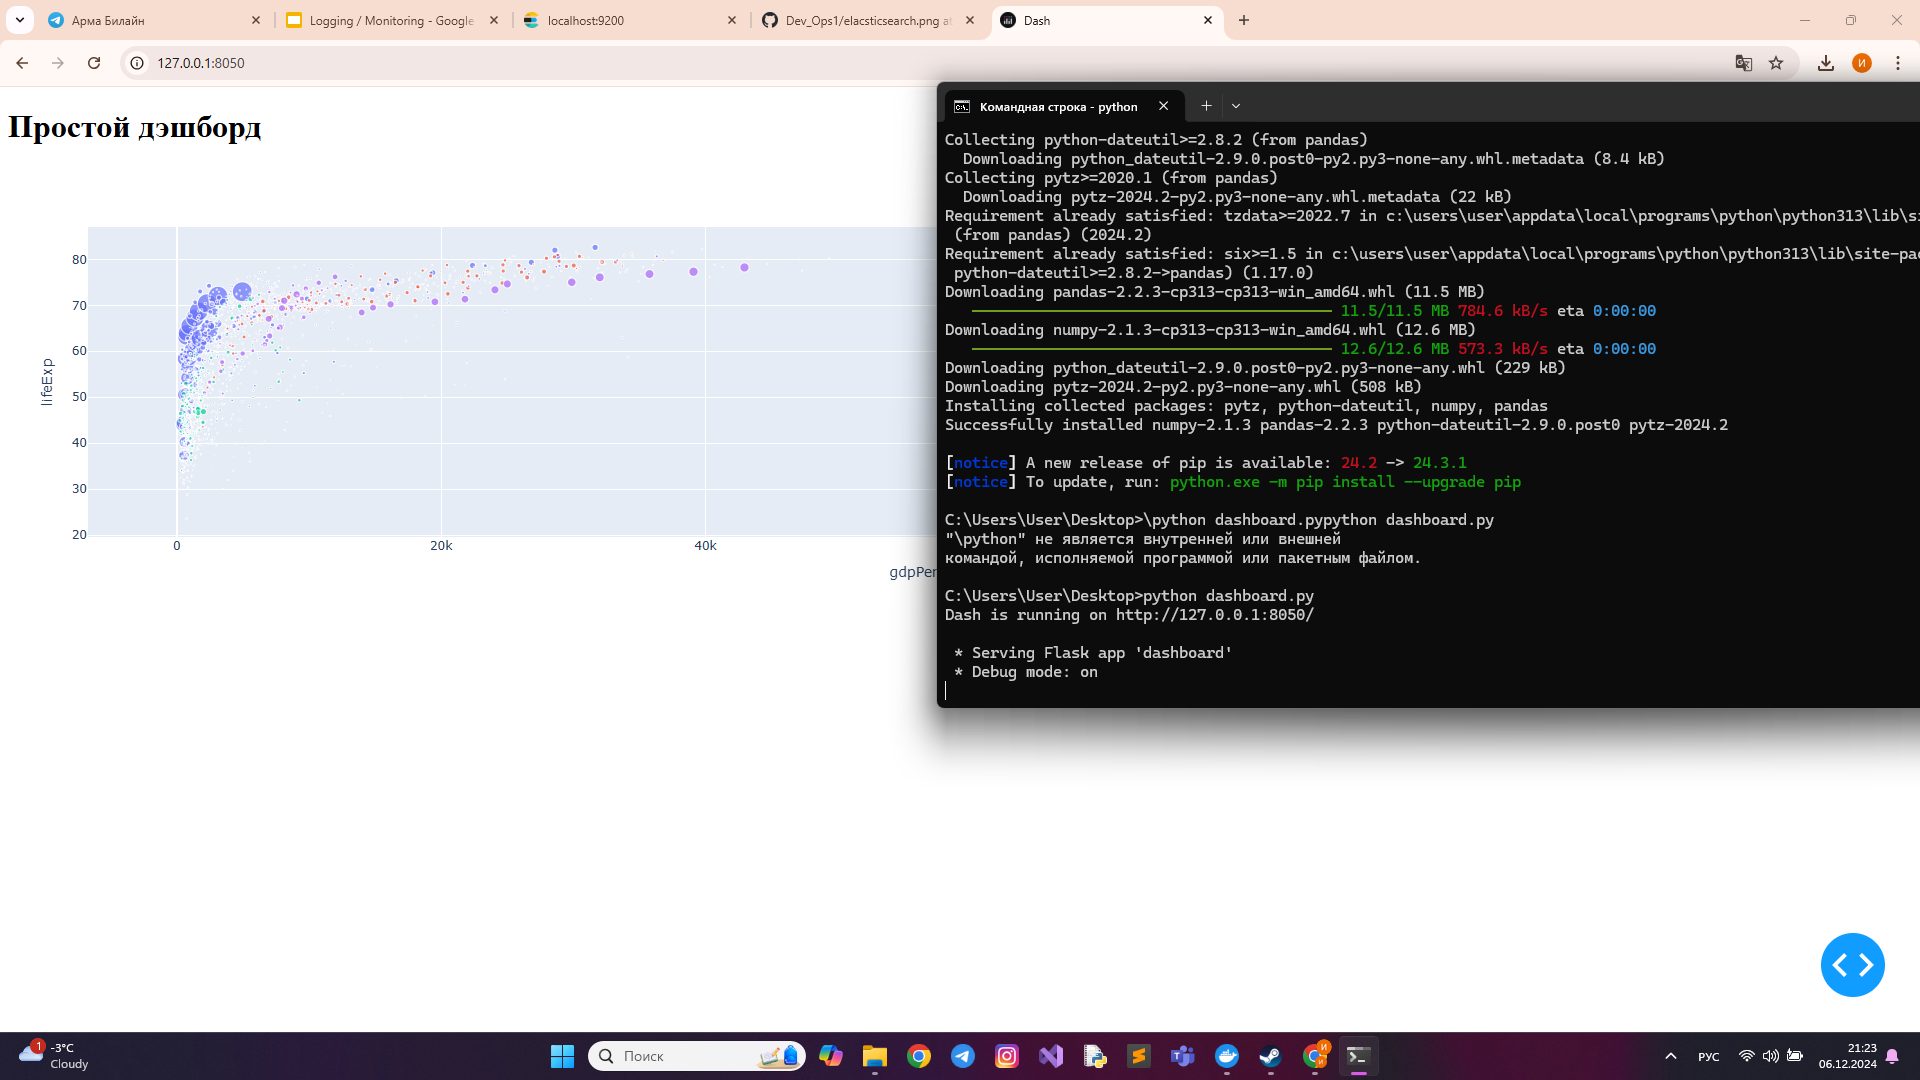 Арма Билайн
Logging / Monitoring - Google
localhost:9200
Dev_Ops1/elacsticsearch.png at
Dash
127.0.0.1:8050
И
Простой дэшборд
80
70
60
50
40
30
20
lifeExp
0
20k
40k
gdpPer
Командная строка - python
Collecting python-dateutil>=2.8.2 (from pandas)
Downloading python_dateutil-2.9.0.post0-py2.py3-none-any.whl.metadata (8.4 kB)
Collecting pytz>=2020.1 (from pandas)
Downloading pytz-2024.2-py2.py3-none-any.whl.metadata (22 kB)
Requirement already satisfied: tzdata>=2022.7 in c:\users\user\appdata\local\programs\python\python313\lib\si
(from pandas) (2024.2)
Requirement already satisfied: six>=1.5 in c:\users\user\appdata\local\programs\python\python313\lib\site-pac
python-dateutil>=2.8.2->pandas) (1.17.0)
Downloading pandas-2.2.3-cp313-cp313-win_amd64.whl (11.5 MB)
11.5/11.5 MB 784.6 kB/s eta 0:00:00
Downloading numpy-2.1.3-cp313-cp313-win_amd64.whl (12.6 MB)
12.6/12.6 MB 573.3 kB/s eta 0:00:00
Downloading python_dateutil-2.9.0.post0-py2.py3-none-any.whl (229 kB)
Downloading pytz-2024.2-py2.py3-none-any.whl (508 kB)
Installing collected packages: pytz, python-dateutil, numpy, pandas
Successfully installed numpy-2.1.3 pandas-2.2.3 python-dateutil-2.9.0.post0 pytz-2024.2
[notice] A new release of pip is available: 24.2 -> 24.3.1
[notice] To update, run: python.exe -m pip install --upgrade pip
C:\Users\User\Desktop>\python dashboard.pypython dashboard.py
"\python" не является внутренней или внешней
командой, исполняемой программой или пакетным файлом.
C:\Users\User\Desktop>python dashboard.py
Dash is running on http://127.0.0.1:8050/
* Serving Flask app 'dashboard'
* Debug mode: on
1
-3°C
Cloudy
Поиск
РУС
21:23
06.12.2024